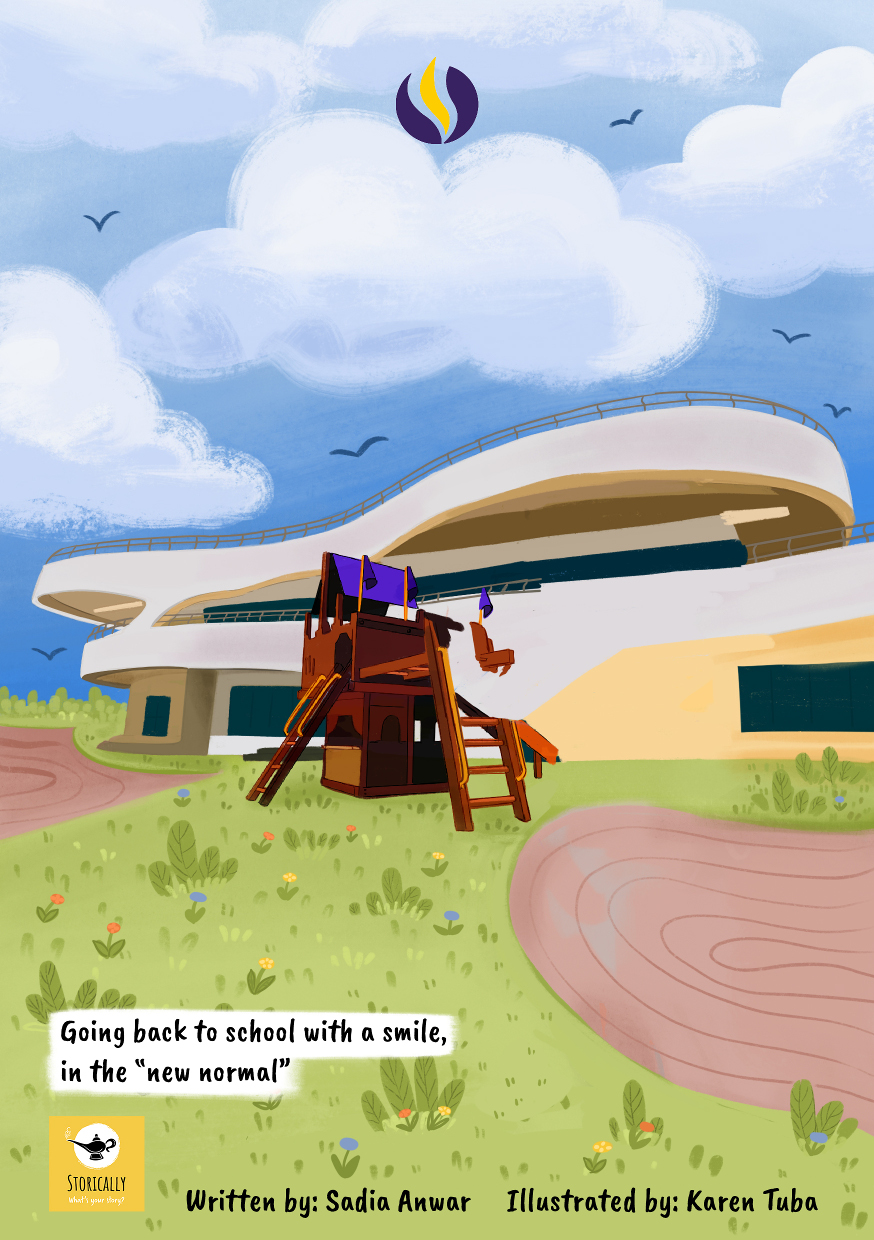 Going back to school with a smile,
in the “new normal”
STORICALLY
What's your story?
Written by: Sadia Anwar Illustrated by: Karen Tuba